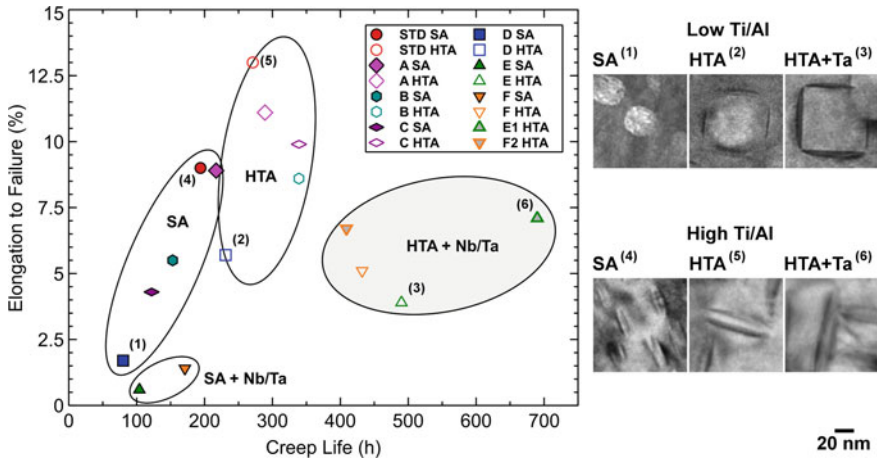 Elongation to Failure (%)
15.0
12.5
10.0
7.5
5.0
2.5
0
0 100 200 300 400 500 600 700
Creep Life (h)
STD SA D SA
STD HTA D HTA
A SA E SA
A HTA E HTA
B SA F SA
B HTA F HTA
C SA E1 HTA
C HTA F2 HTA
(5)
HTA
(4)
SA
(2)
(6)
HTA + Nb/Ta
(3)
(1)
SA + Nb/Ta
Low Ti/Al
SA (1) HTA (2) HTA+Ta (3)
High Ti/Al
SA (4) HTA (5) HTA+Ta (6)
20 nm